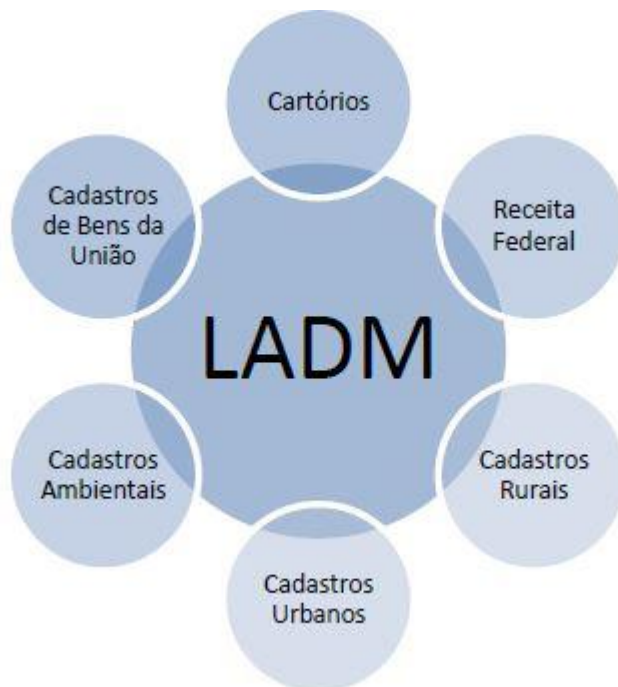 Cartórios
Receita
Federal
Cadastros
Rurais
Cadastros
Urbanos
Cadastros
Ambientais
Cadastros
de Bens da
União
LADM